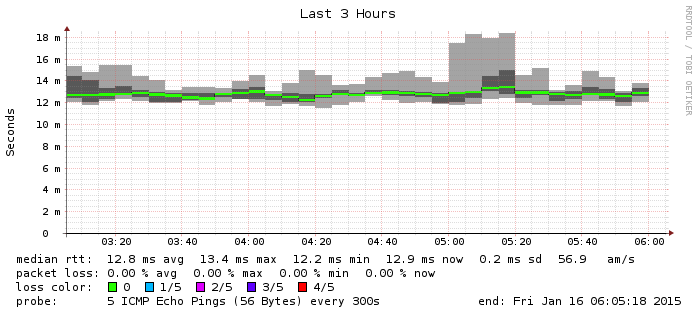 Last 3 Hours
RRDTOOL / TOBI OETIKER
Seconds
18 m
16 m
14 m
12 m
10 m
8 m
6 m
4 m
2 m
0
03:20 03:40 04:00 04:20 04:40 05:00 05:20 05:40 06:00
median rtt: 12.8 ms avg 13.4 ms max 12.2 ms min 12.9 ms now 0.2 ms sd 56.9 am/s
packet loss: 0.00 % avg 0.00 % max 0.00 % min 0.00 % now
loss color: 0 1/5 2/5 3/5 4/5
probe: 5 ICMP Echo Pings (56 Bytes) every 300s end: Fri Jan 16 06:05:18 2015